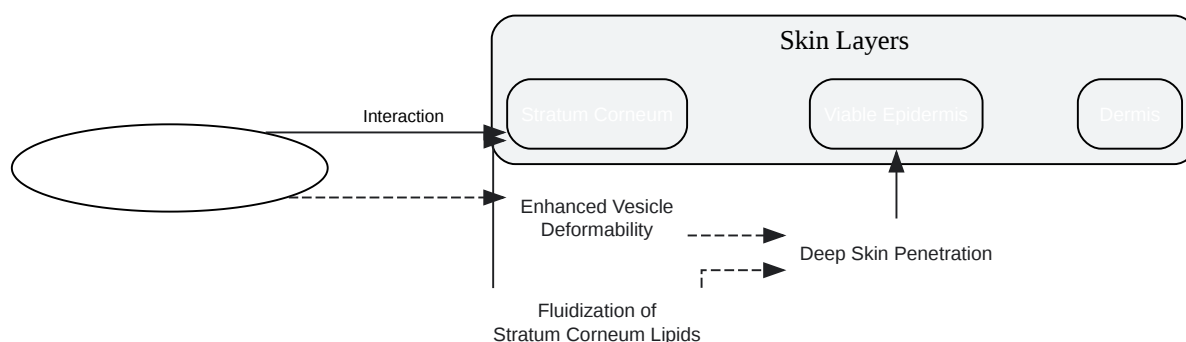 Skin Layers
Stratum Corneum
Viable Epidermis
Dermis
Interaction
Enhanced Vesicle
Deformability
Deep Skin Penetration
Fluidization of
Stratum Corneum Lipids